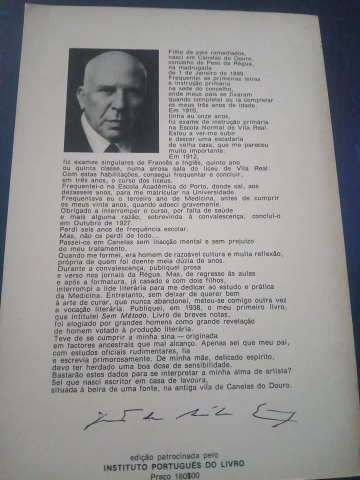 Filho de pais remediados,
nasci em Canelas do Douro,
concelho de Peso da Régua,
na madrugada
de 1 de Janeiro de 1899.
Frequentei as primeiras letras
e instrução primária
na sede do concelho,
onde meus pais se fixaram
quando completei ou ia completar
os meus três anos de idade.
Em 1910,
tinha eu onze anos,
fiz exame de instrução primária
na Escola Normal de Vila Real.
Estou a ver-me subir
e descer uma escadaria
de velha casa, que me pareceu
muito importante.
Em 1912,
fiz exames singulares de Francês e Inglês, quinto ano
ou quinta classe, numa airosa sala do liceu de Vila Real.
Com estas habilitações, consegui frequentar e concluir,
em três anos, o curso dos liceus.
Frequentei-o na Escola Académica do Porto, donde saí, aos
dezasseis anos, para me matricular na Universidade.
Frequentava eu o terceiro ano de Medicina, antes de cumprir
os meus vinte anos, quando adoeci gravemente.
Obrigado a interromper o curso, por falta de saúde
e mais alguma razão, sobrevinda à convalescença, concluí-o
em Outubro de 1927.
Perdi seis anos de frequência escolar.
Mas, não os perdi de todo...
Passei-os em Canelas sem inacção mental e sem prejuízo
do meu tratamento.
Quando me formei, era homem de razoável cultura e muita reflexão,
própria de quem foi doente meia dúzia de anos.
Durante a convalescença, publiquei prosa
e verso nos jornais da Régua. Mas, de regresso às aulas
e após a formatura, já casado e com dois filhos,
interrompi a lide literária para me dedicar ao estudo e prática
da Medicina. Entretanto, sem deixar de querer bem
à arte de curar, que nunca abandonei, meteu-se comigo outra vez
a vocação literária. Publiquei, em 1938, o meu primeiro livro,
que intitulei Sem Método. Livro de breves notas,
foi elogiado por grandes homens como grande revelação
de homem votado à produção literária.
Teve de se cumprir a minha sina — originada
em factores ancestrais que mal alcanço. Apenas sei que meu pai,
com estudos oficiais rudimentares, lia
e escrevia primorosamente. De minha mãe, delicado espírito,
devo ter herdado uma boa dose de sensibilidade.
Bastarão estes dados para se interpretar a minha alma de artista?
Sei que nasci escritor em casa de lavoura,
situada à beira de uma fonte, na antiga vila de Canelas do Douro.
edição patrocinada pelo
INSTITUTO PORTUGUÊS DO LIVRO
Preço 180$00